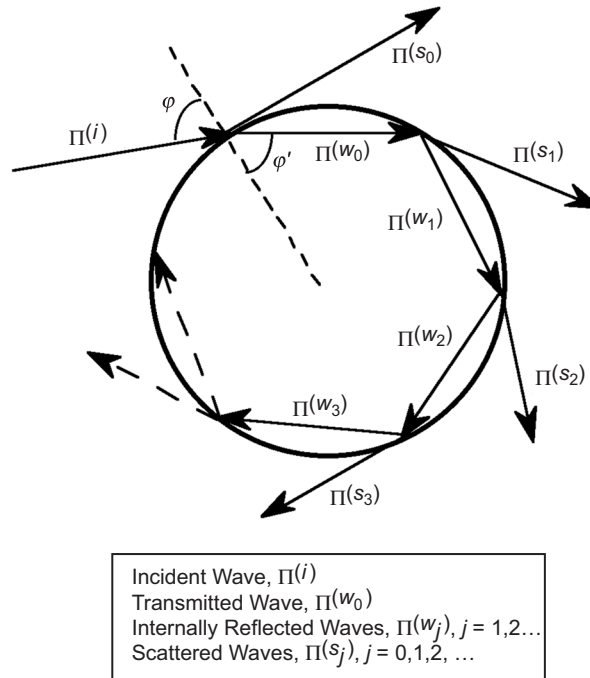 Π(s₀)
φ
Π(i)
φ'
Π(w₀)
Π(s₁)
Π(w₁)
Π(w₂)
Π(s₂)
Π(w₃)
Π(s₃)
Incident Wave, Π(i)
Transmitted Wave, Π(w₀)
Internally Reflected Waves, Π(wⱼ), j = 1,2…
Scattered Waves, Π(sⱼ), j = 0,1,2, …